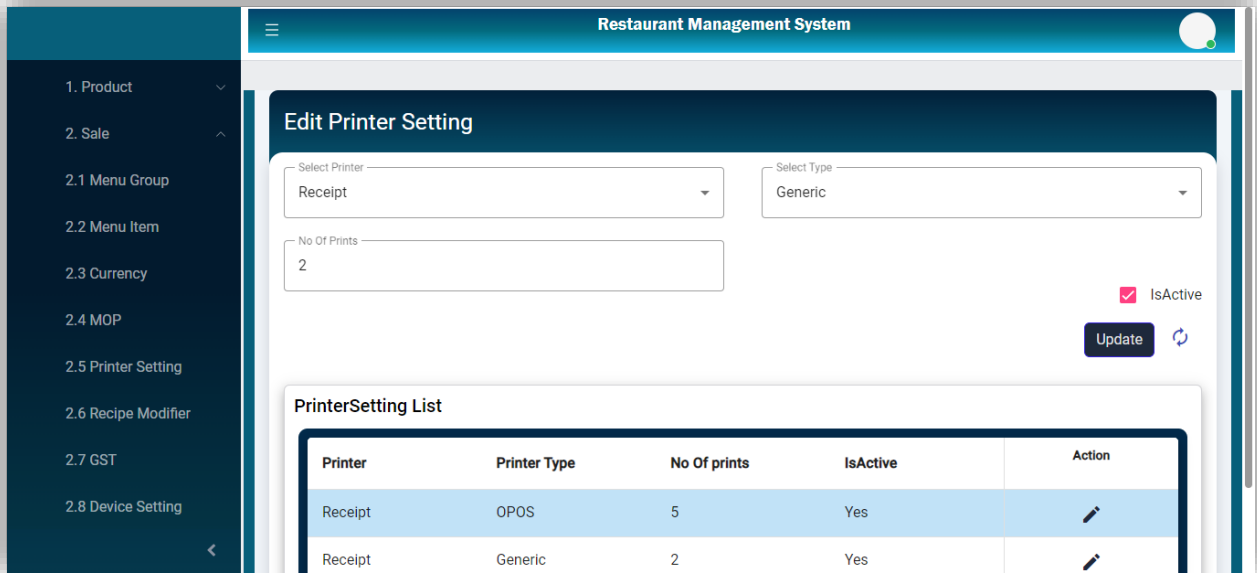 Restaurant Management System
1. Product
2. Sale
2.1 Menu Group
2.2 Menu Item
2.3 Currency
2.4 MOP
2.5 Printer Setting
2.6 Recipe Modifier
2.7 GST
2.8 Device Setting
Edit Printer Setting
Select Printer
Receipt
Select Type
Generic
No Of Prints
2
IsActive
Update
PrinterSetting List
Printer Printer Type No Of prints IsActive Action
Receipt OPOS 5 Yes
Receipt Generic 2 Yes